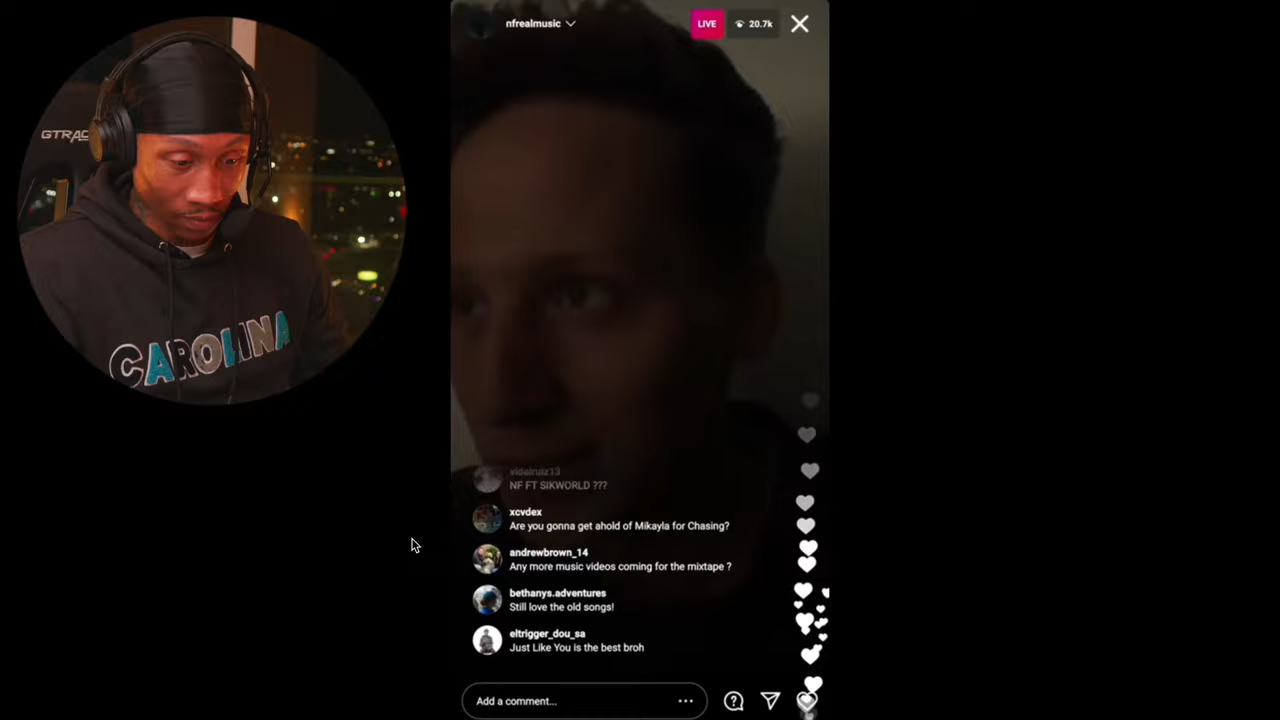 nfrealmusic
LIVE
20.7k
GTRAC
CAROLINA
vidalruiz13
NF FT SIKWORLD ???
xcvdex
Are you gonna get ahold of Mikayla for Chasing?
andrewbrown_14
Any more music videos coming for the mixtape ?
bethanys.adventures
Still love the old songs!
eltrigger_dou_sa
Just Like You is the best broh
Add a comment...